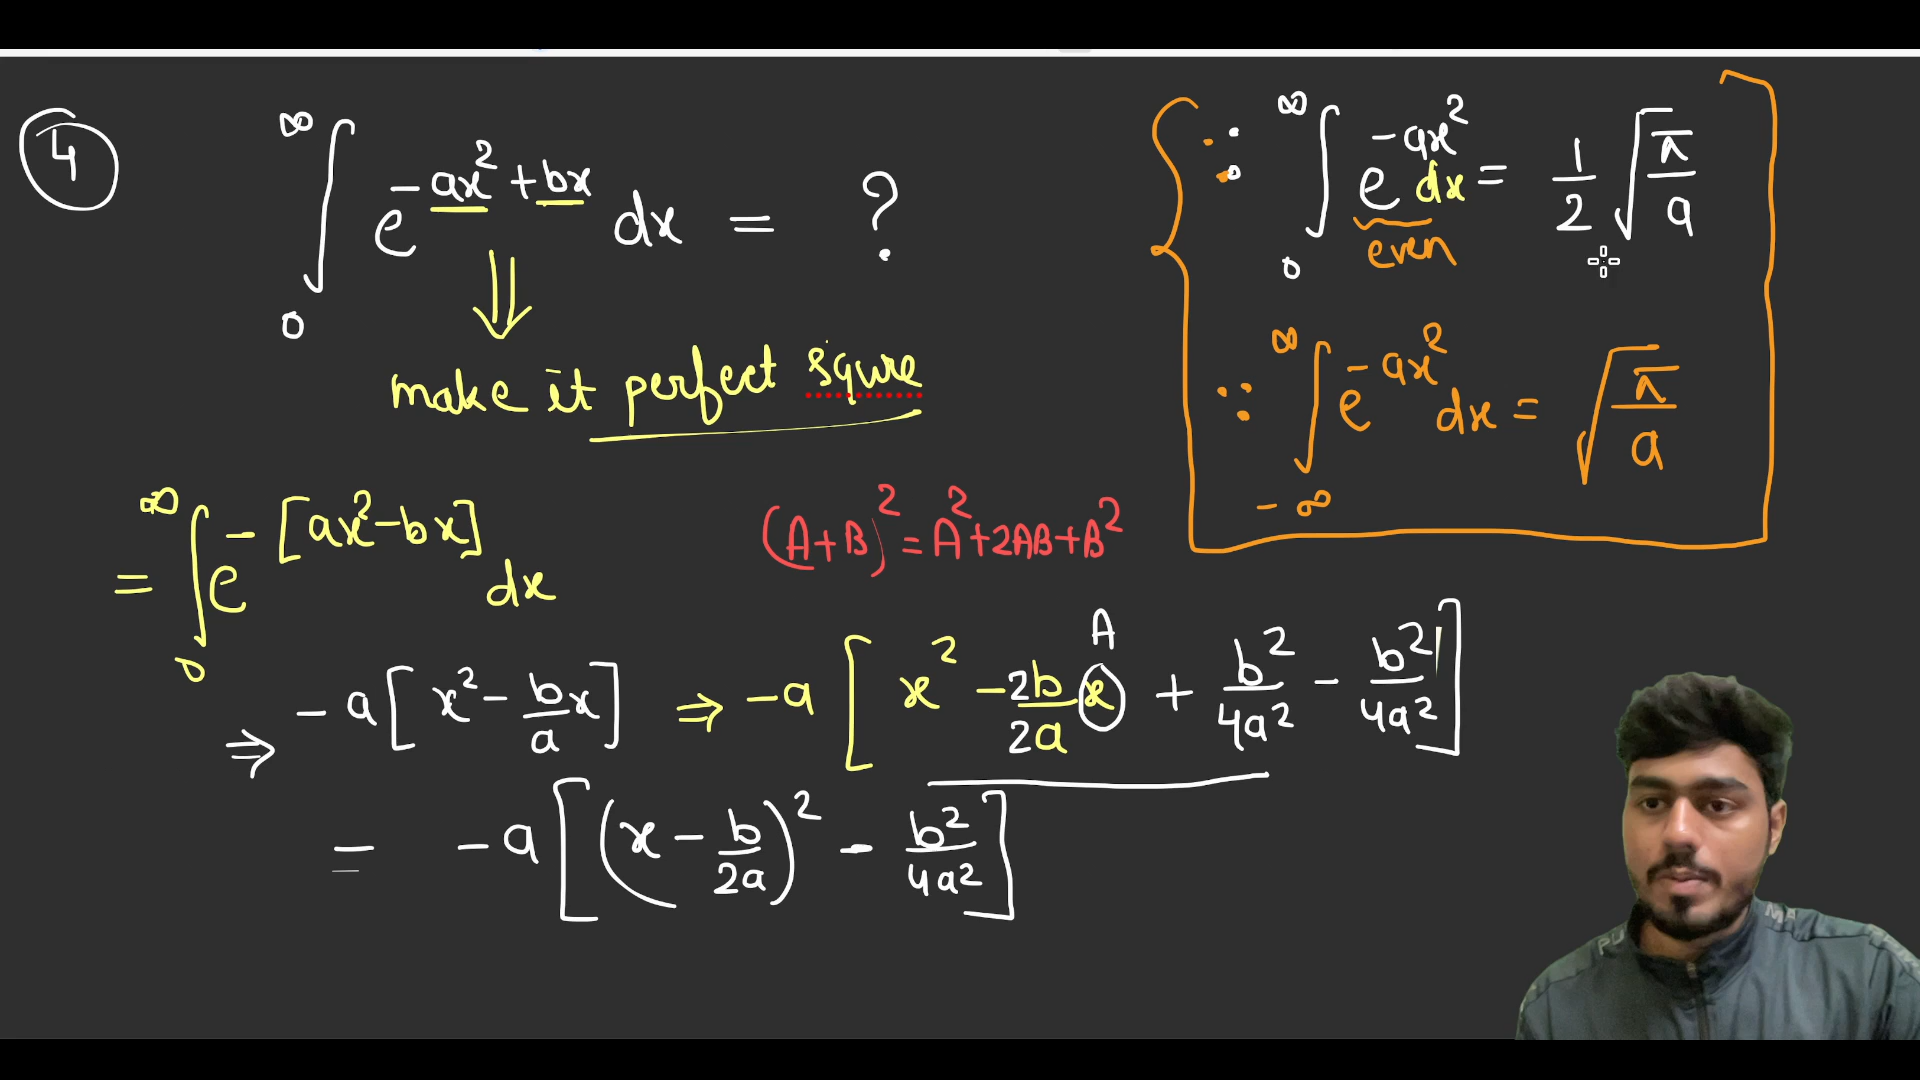 4
∞∫0 e^(-ax²+bx) dx = ?
⇓
make it perfect squre
∵ ∞∫0 e^(-ax²) dx = 1/2 √(π/a)
even
∵ ∞∫-∞ e^(-ax²) dx = √(π/a)
= ∞∫0 e^(-[ax²-bx]) dx
(A+B)² = A²+2AB+B²
A
⇒ -a[x² - b/a x] ⇒ -a[x² - 2b/2a x + b²/4a² - b²/4a²]
= -a[(x - b/2a)² - b²/4a²]
PU